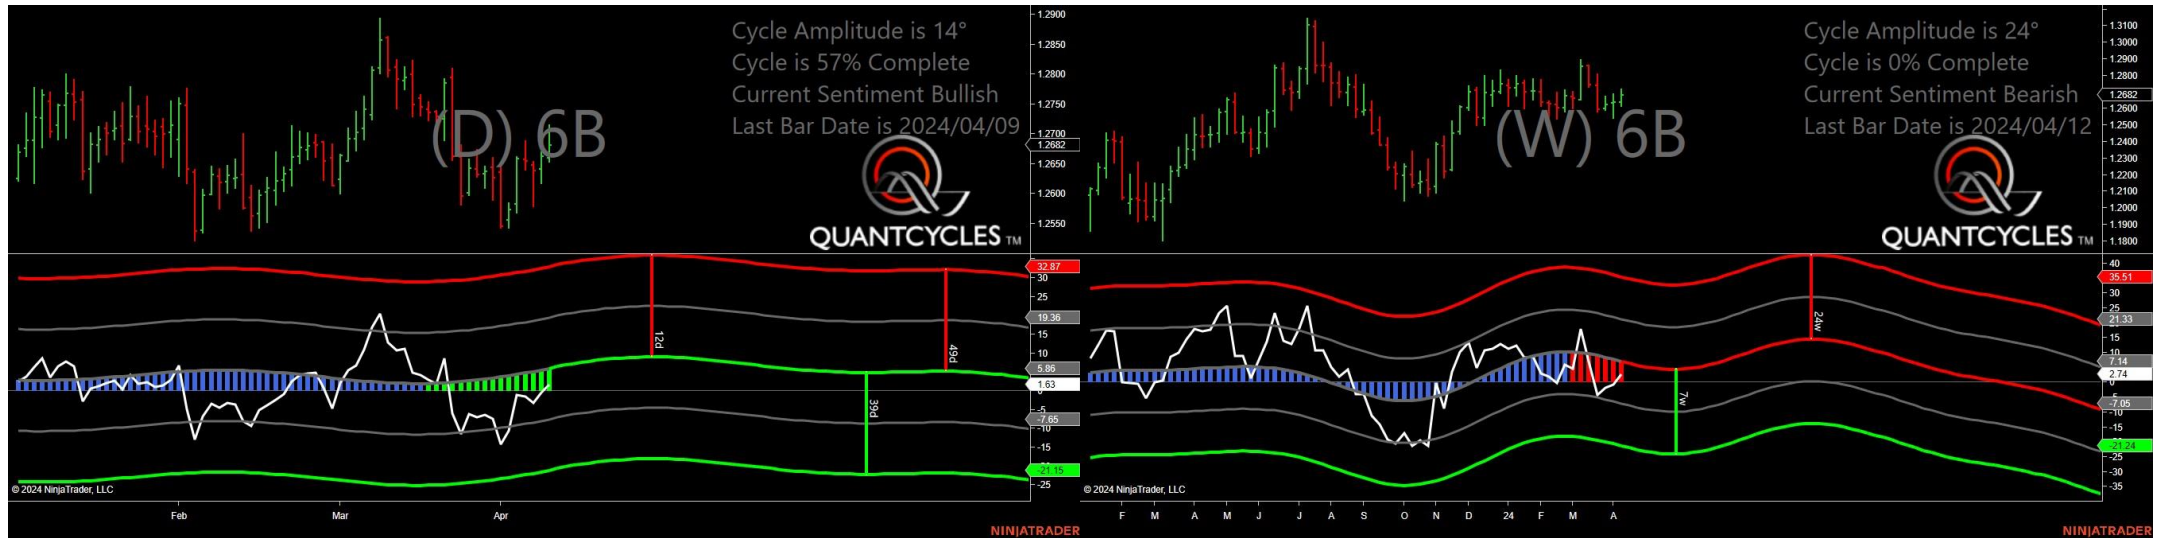 Cycle Amplitude is 14°
Cycle is 57% Complete
Current Sentiment Bullish
Last Bar Date is 2024/04/09
(D) 6B
QUANTCYCLES TM
1.2900
1.2850
1.2800
1.2750
1.2700
1.2682
1.2650
1.2600
1.2550
32.87
30
25
19.36
15
10
5.86
1.63
0
-5
-7.65
-10
-15
-21.15
-25
12d
39d
49d
© 2024 NinjaTrader, LLC
Feb Mar Apr
NINJATRADER
Cycle Amplitude is 24°
Cycle is 0% Complete
Current Sentiment Bearish
Last Bar Date is 2024/04/12
(W) 6B
QUANTCYCLES TM
1.3100
1.3000
1.2900
1.2800
1.2682
1.2600
1.2500
1.2400
1.2300
1.2200
1.2100
1.2000
1.1900
1.1800
40
35.51
30
25
21.33
15
10
7.14
2.74
0
-7.05
-10
-15
-21.24
-25
-30
-35
24w
7w
© 2024 NinjaTrader, LLC
F M A M J J A S O N D 24 F M A
NINJATRADER